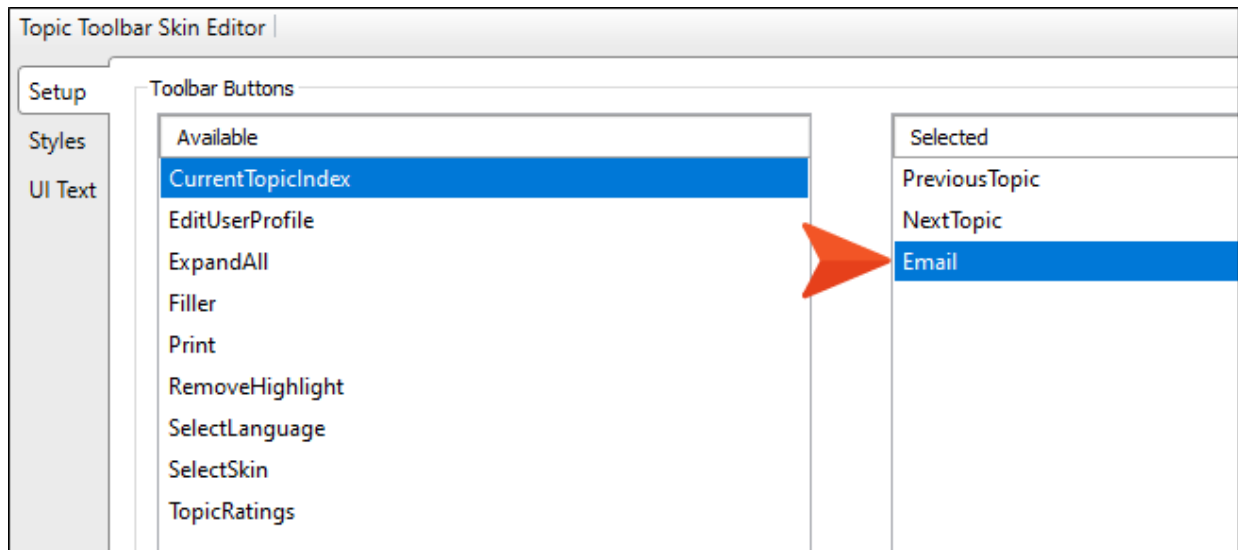 Topic Toolbar Skin Editor
Setup
Styles
UI Text
Toolbar Buttons
Available
CurrentTopicIndex
EditUserProfile
ExpandAll
Filler
Print
RemoveHighlight
SelectLanguage
SelectSkin
TopicRatings
Selected
PreviousTopic
NextTopic
Email